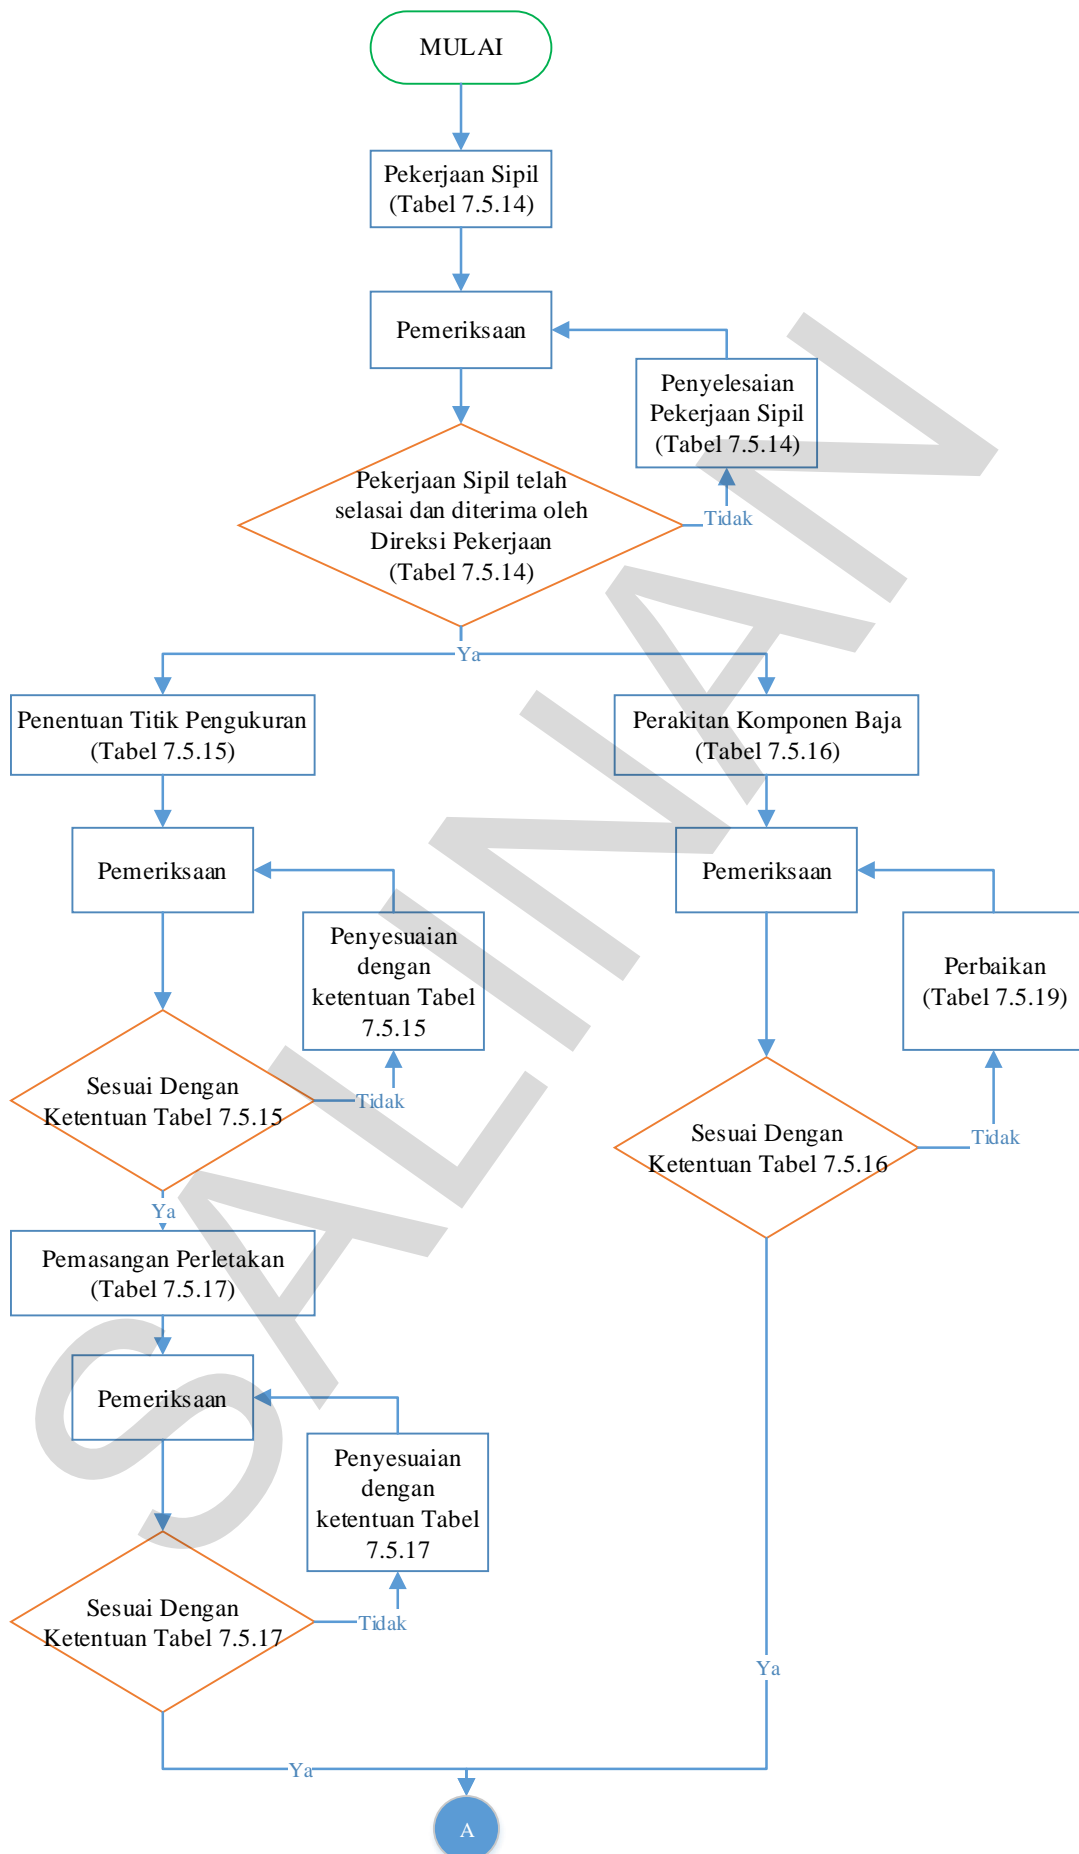 MULAI
Pekerjaan Sipil
(Tabel 7.5.14)
Pemeriksaan
Penyelesaian
Pekerjaan Sipil
(Tabel 7.5.14)
Pekerjaan Sipil telah
selasai dan diterima oleh
Direksi Pekerjaan
(Tabel 7.5.14)
Tidak
Ya
Penentuan Titik Pengukuran
(Tabel 7.5.15)
Perakitan Komponen Baja
(Tabel 7.5.16)
Pemeriksaan
Pemeriksaan
Penyesuaian
dengan
ketentuan Tabel
7.5.15
Perbaikan
(Tabel 7.5.19)
Sesuai Dengan
Ketentuan Tabel 7.5.15
Tidak
Sesuai Dengan
Ketentuan Tabel 7.5.16
Tidak
Ya
Pemasangan Perletakan
(Tabel 7.5.17)
Pemeriksaan
Penyesuaian
dengan
ketentuan Tabel
7.5.17
Sesuai Dengan
Ketentuan Tabel 7.5.17
Tidak
Ya
Ya
A
SALINAN